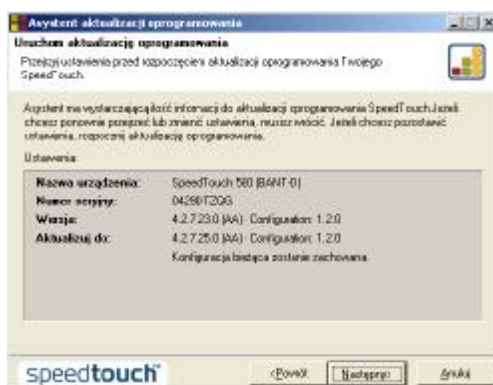 Asystent aktualizacji oprogramowania
Uruchom aktualizację oprogramowania
Przejrzyj ustawienia przed rozpoczęciem aktualizacji oprogramowania Twojego
SpeedTouch.
Asystent ma wystarczającą ilość informacji do aktualizacji oprogramowania SpeedTouch. Jeżeli
chcesz ponownie przejrzeć lub zmienić ustawienia, musisz wrócić. Jeżeli chcesz pozostawić
ustawienia, rozpocznij aktualizację oprogramowania.
Ustawienia:
Nazwa urządzenia: SpeedTouch 580 (BANT-0)
Numer seryjny:
Wersja: 4.2.7.23.0 (AA) Configuration: 1.2.0
Aktualizuj do: 4.2.7.25.0 (AA) Configuration: 1.2.0
Konfiguracja bieżąca zostanie zachowana.
speedtouch
<Powrót
Następny>
Anuluj